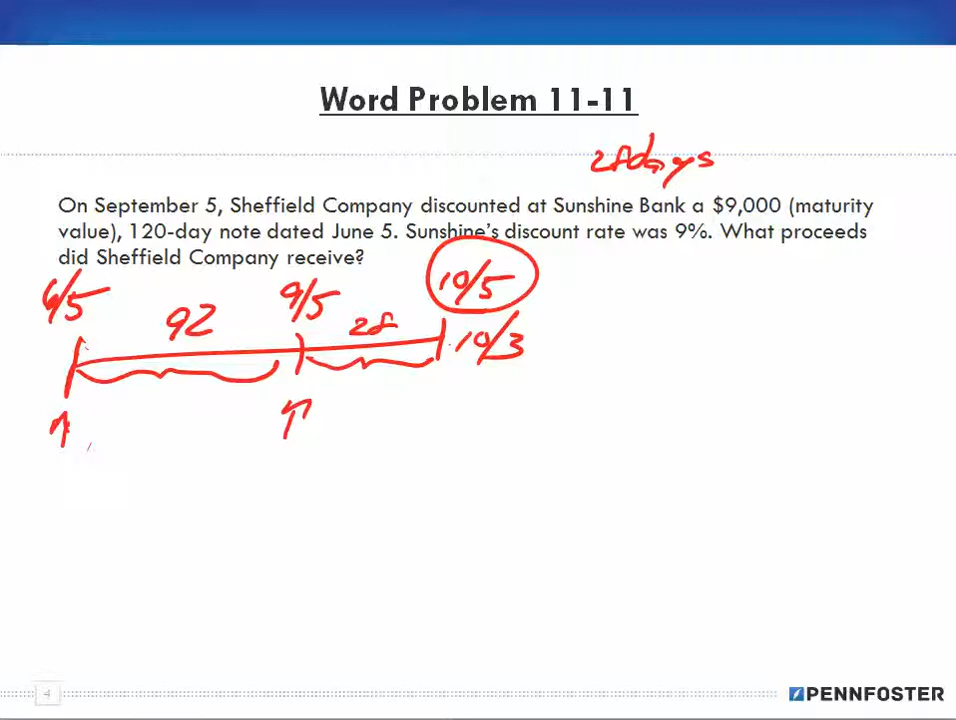 Word Problem 11-11
28 days
On September 5, Sheffield Company discounted at Sunshine Bank a $9,000 (maturity
value), 120-day note dated June 5. Sunshine's discount rate was 9%. What proceeds
did Sheffield Company receive?
6/5 92 9/5 28 10/5
10/3
4
PENNFOSTER